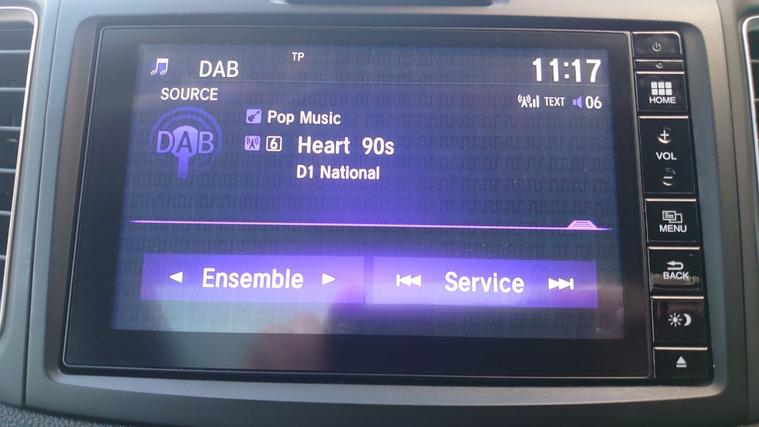 DAB
TP
11:17
SOURCE
TEXT
06
DAB
Pop Music
6
Heart 90s
D1 National
Ensemble
Service
HOME
VOL
MENU
BACK